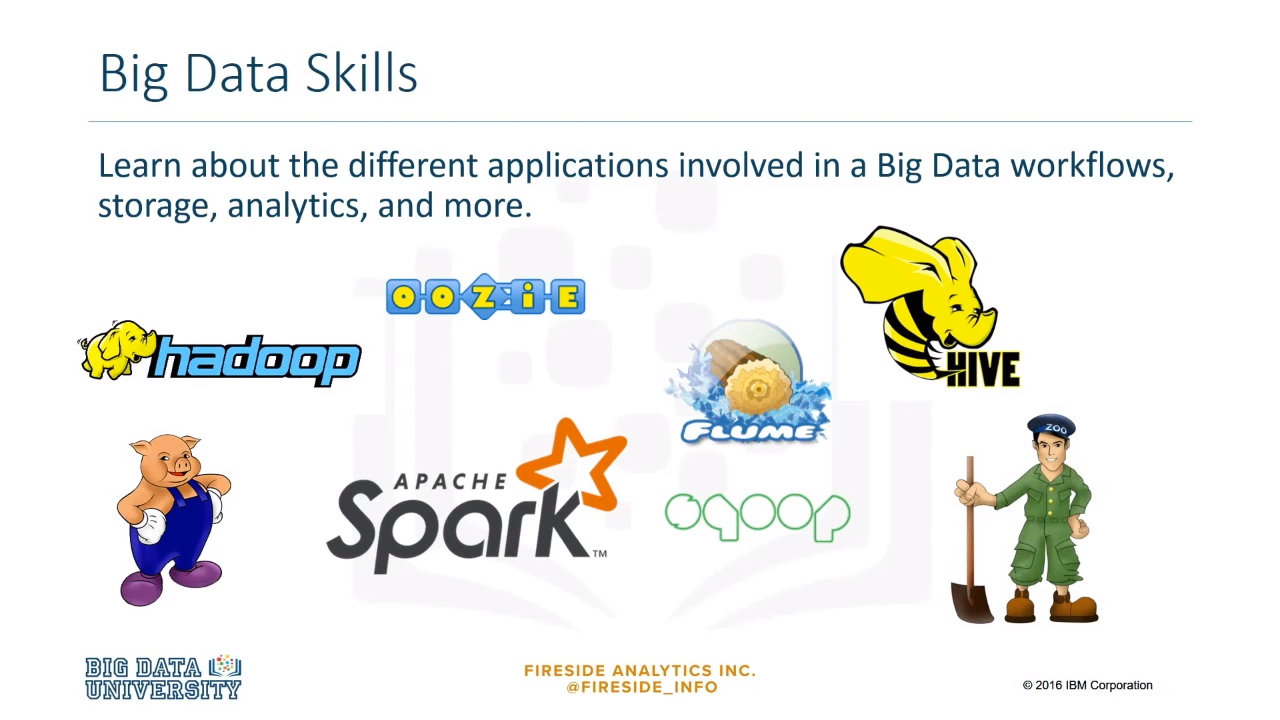 Big Data Skills
Learn about the different applications involved in a Big Data workflows,
storage, analytics, and more.
OOZiE
hadoop
HIVE
FLUME
ZOO
APACHE
Spark™
sqoop
BIG DATA
UNIVERSITY
FIRESIDE ANALYTICS INC.
@FIRESIDE_INFO
© 2016 IBM Corporation